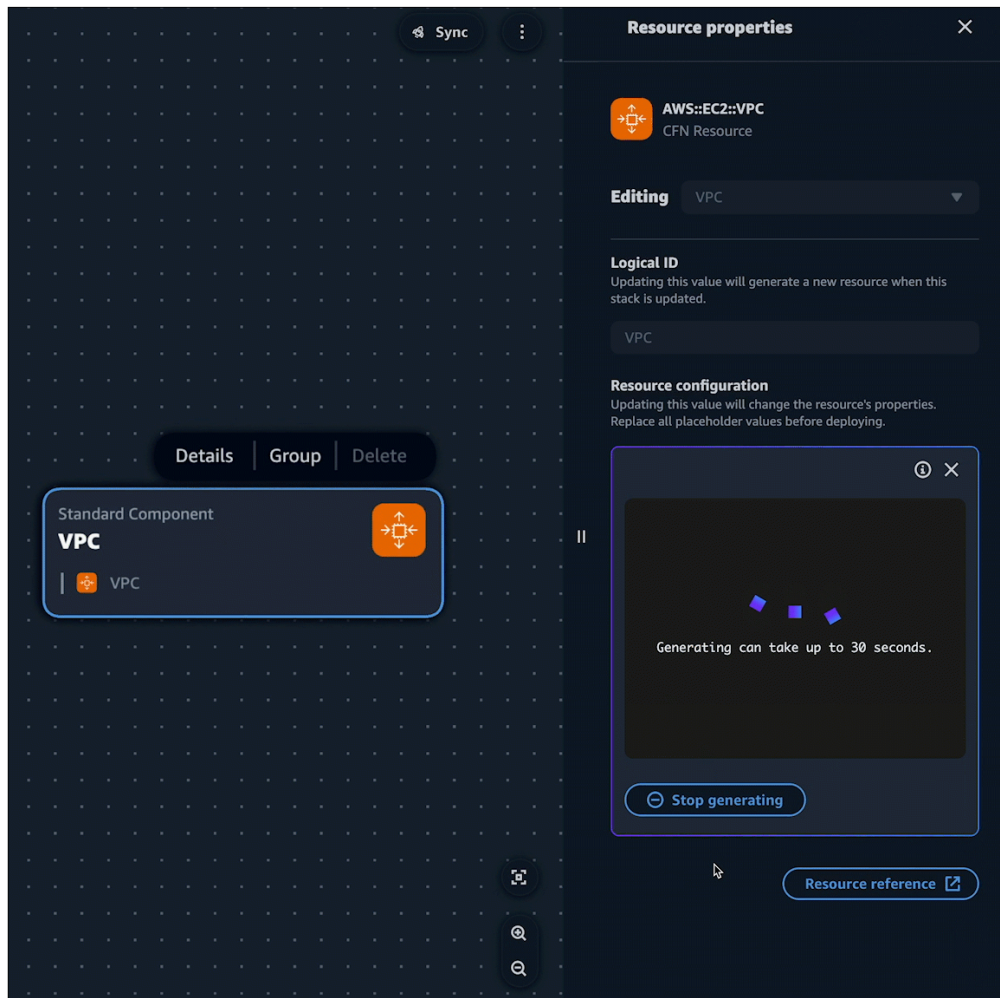 Sync
Resource properties
AWS::EC2::VPC
CFN Resource
Editing
VPC
Logical ID
Updating this value will generate a new resource when this
stack is updated.
VPC
Resource configuration
Updating this value will change the resource's properties.
Replace all placeholder values before deploying.
Details
Group
Delete
Standard Component
VPC
VPC
Generating can take up to 30 seconds.
Stop generating
Resource reference